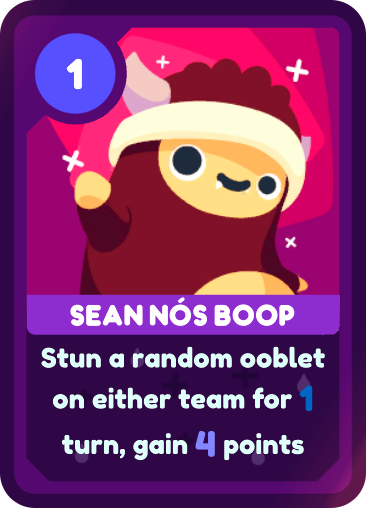 1
SEAN NÓS BOOP
Stun a random ooblet
on either team for 1
turn, gain 4 points